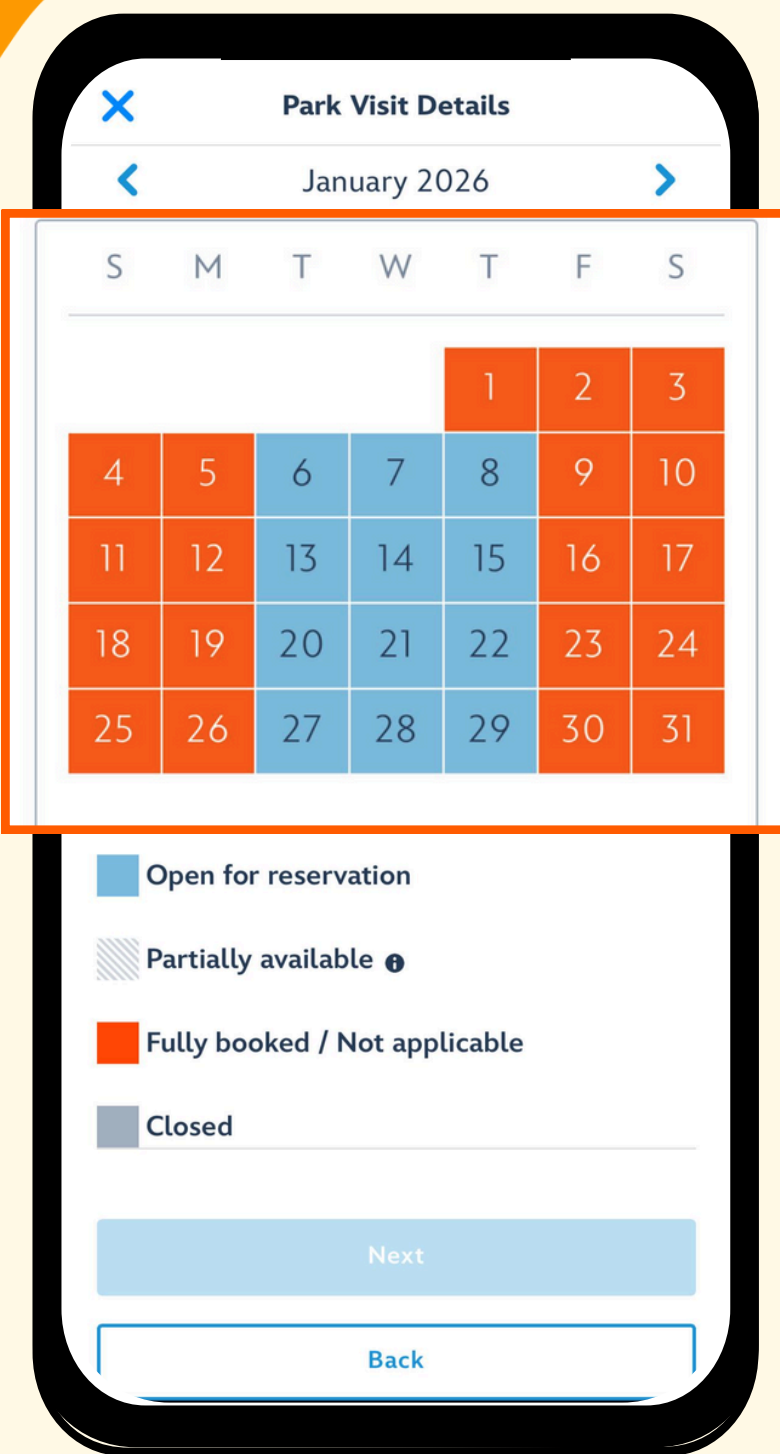 Park Visit Details
January 2026
S M T W T F S
1 2 3
4 5 6 7 8 9 10
11 12 13 14 15 16 17
18 19 20 21 22 23 24
25 26 27 28 29 30 31
Open for reservation
Partially available
Fully booked / Not applicable
Closed
Next
Back